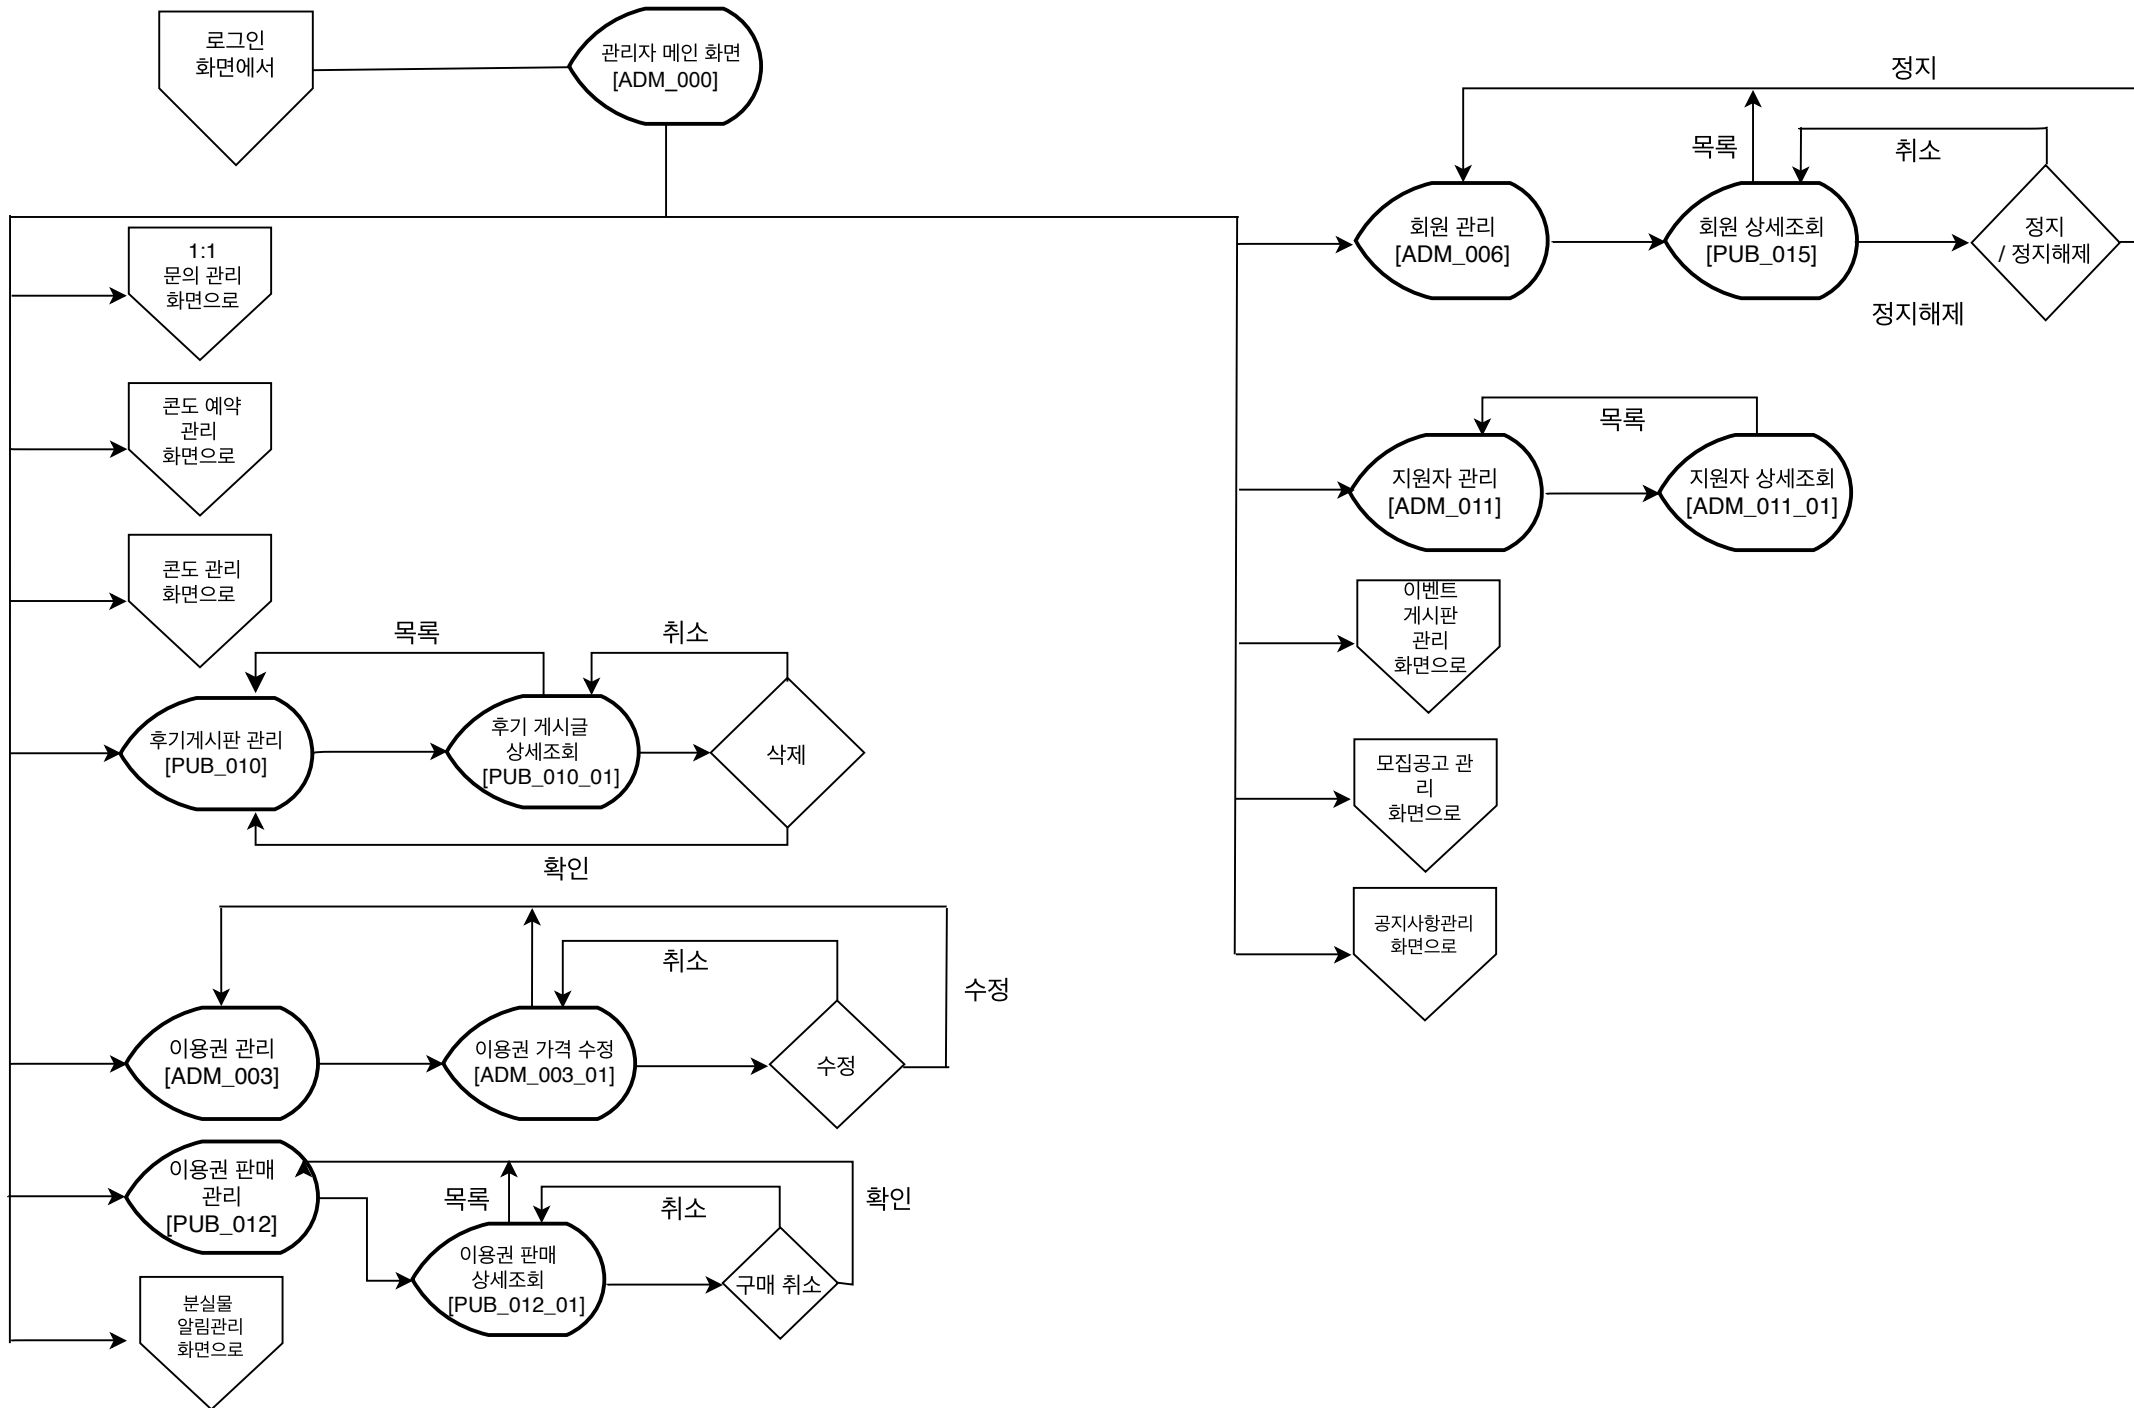 로그인
화면에서
관리자 메인 화면
[ADM_000]
1:1
문의 관리
화면으로
콘도 예약
관리
화면으로
콘도 관리
화면으로
목록
취소
후기게시판 관리
[PUB_010]
후기 게시글
상세조회
[PUB_010_01]
삭제
확인
취소
수정
이용권 관리
[ADM_003]
이용권 가격 수정
[ADM_003_01]
수정
이용권 판매
관리
[PUB_012]
목록
취소
확인
이용권 판매
상세조회
[PUB_012_01]
구매 취소
분실물
알림관리
화면으로
정지
목록
취소
회원 관리
[ADM_006]
회원 상세조회
[PUB_015]
정지
/ 정지해제
정지해제
목록
지원자 관리
[ADM_011]
지원자 상세조회
[ADM_011_01]
이벤트
게시판
관리
화면으로
모집공고 관
리
화면으로
공지사항관리
화면으로